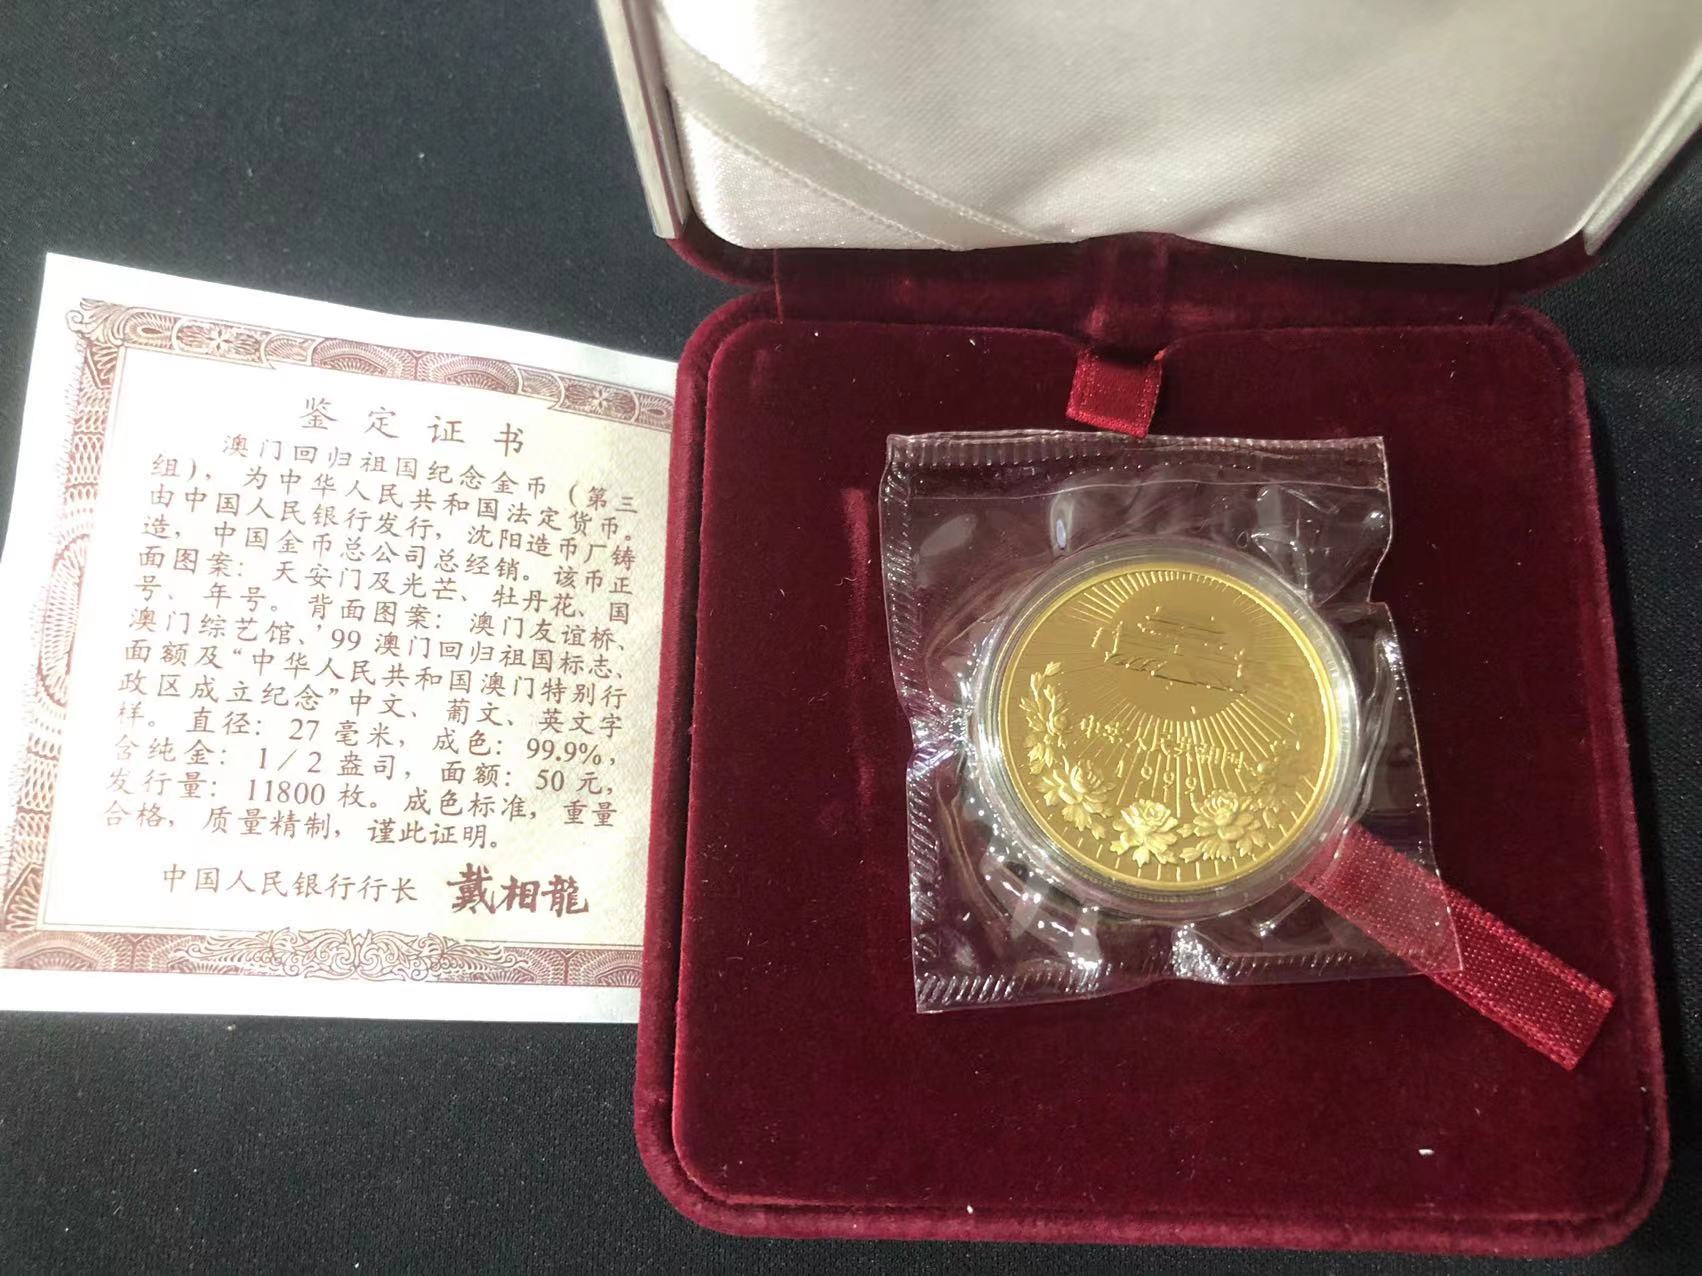 鉴定证书
澳门回归祖国纪念金币(第三
组),为中华人民共和国法定货币。
由中国人民银行发行,沈阳造币厂铸
造,中国金币总公司总经销。该币正
面图案:天安门及光芒、牡丹花、国
号、年号。背面图案:澳门友谊桥、
澳门综艺馆、’99澳门回归祖国标志、
面额及“中华人民共和国澳门特别行
政区成立纪念”中文、葡文、英文字
样。直径:27毫米,成色:99.9%,
含纯金:1/2盎司,面额:50元,
发行量:11800枚。成色标准,重量
合格,质量精制,谨此证明。
中国人民银行行长 戴相龍
中华人民共和国
1999